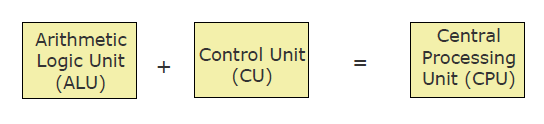 Arithmetic
Logic Unit
(ALU)
+
Control Unit
(CU)
=
Central
Processing
Unit (CPU)